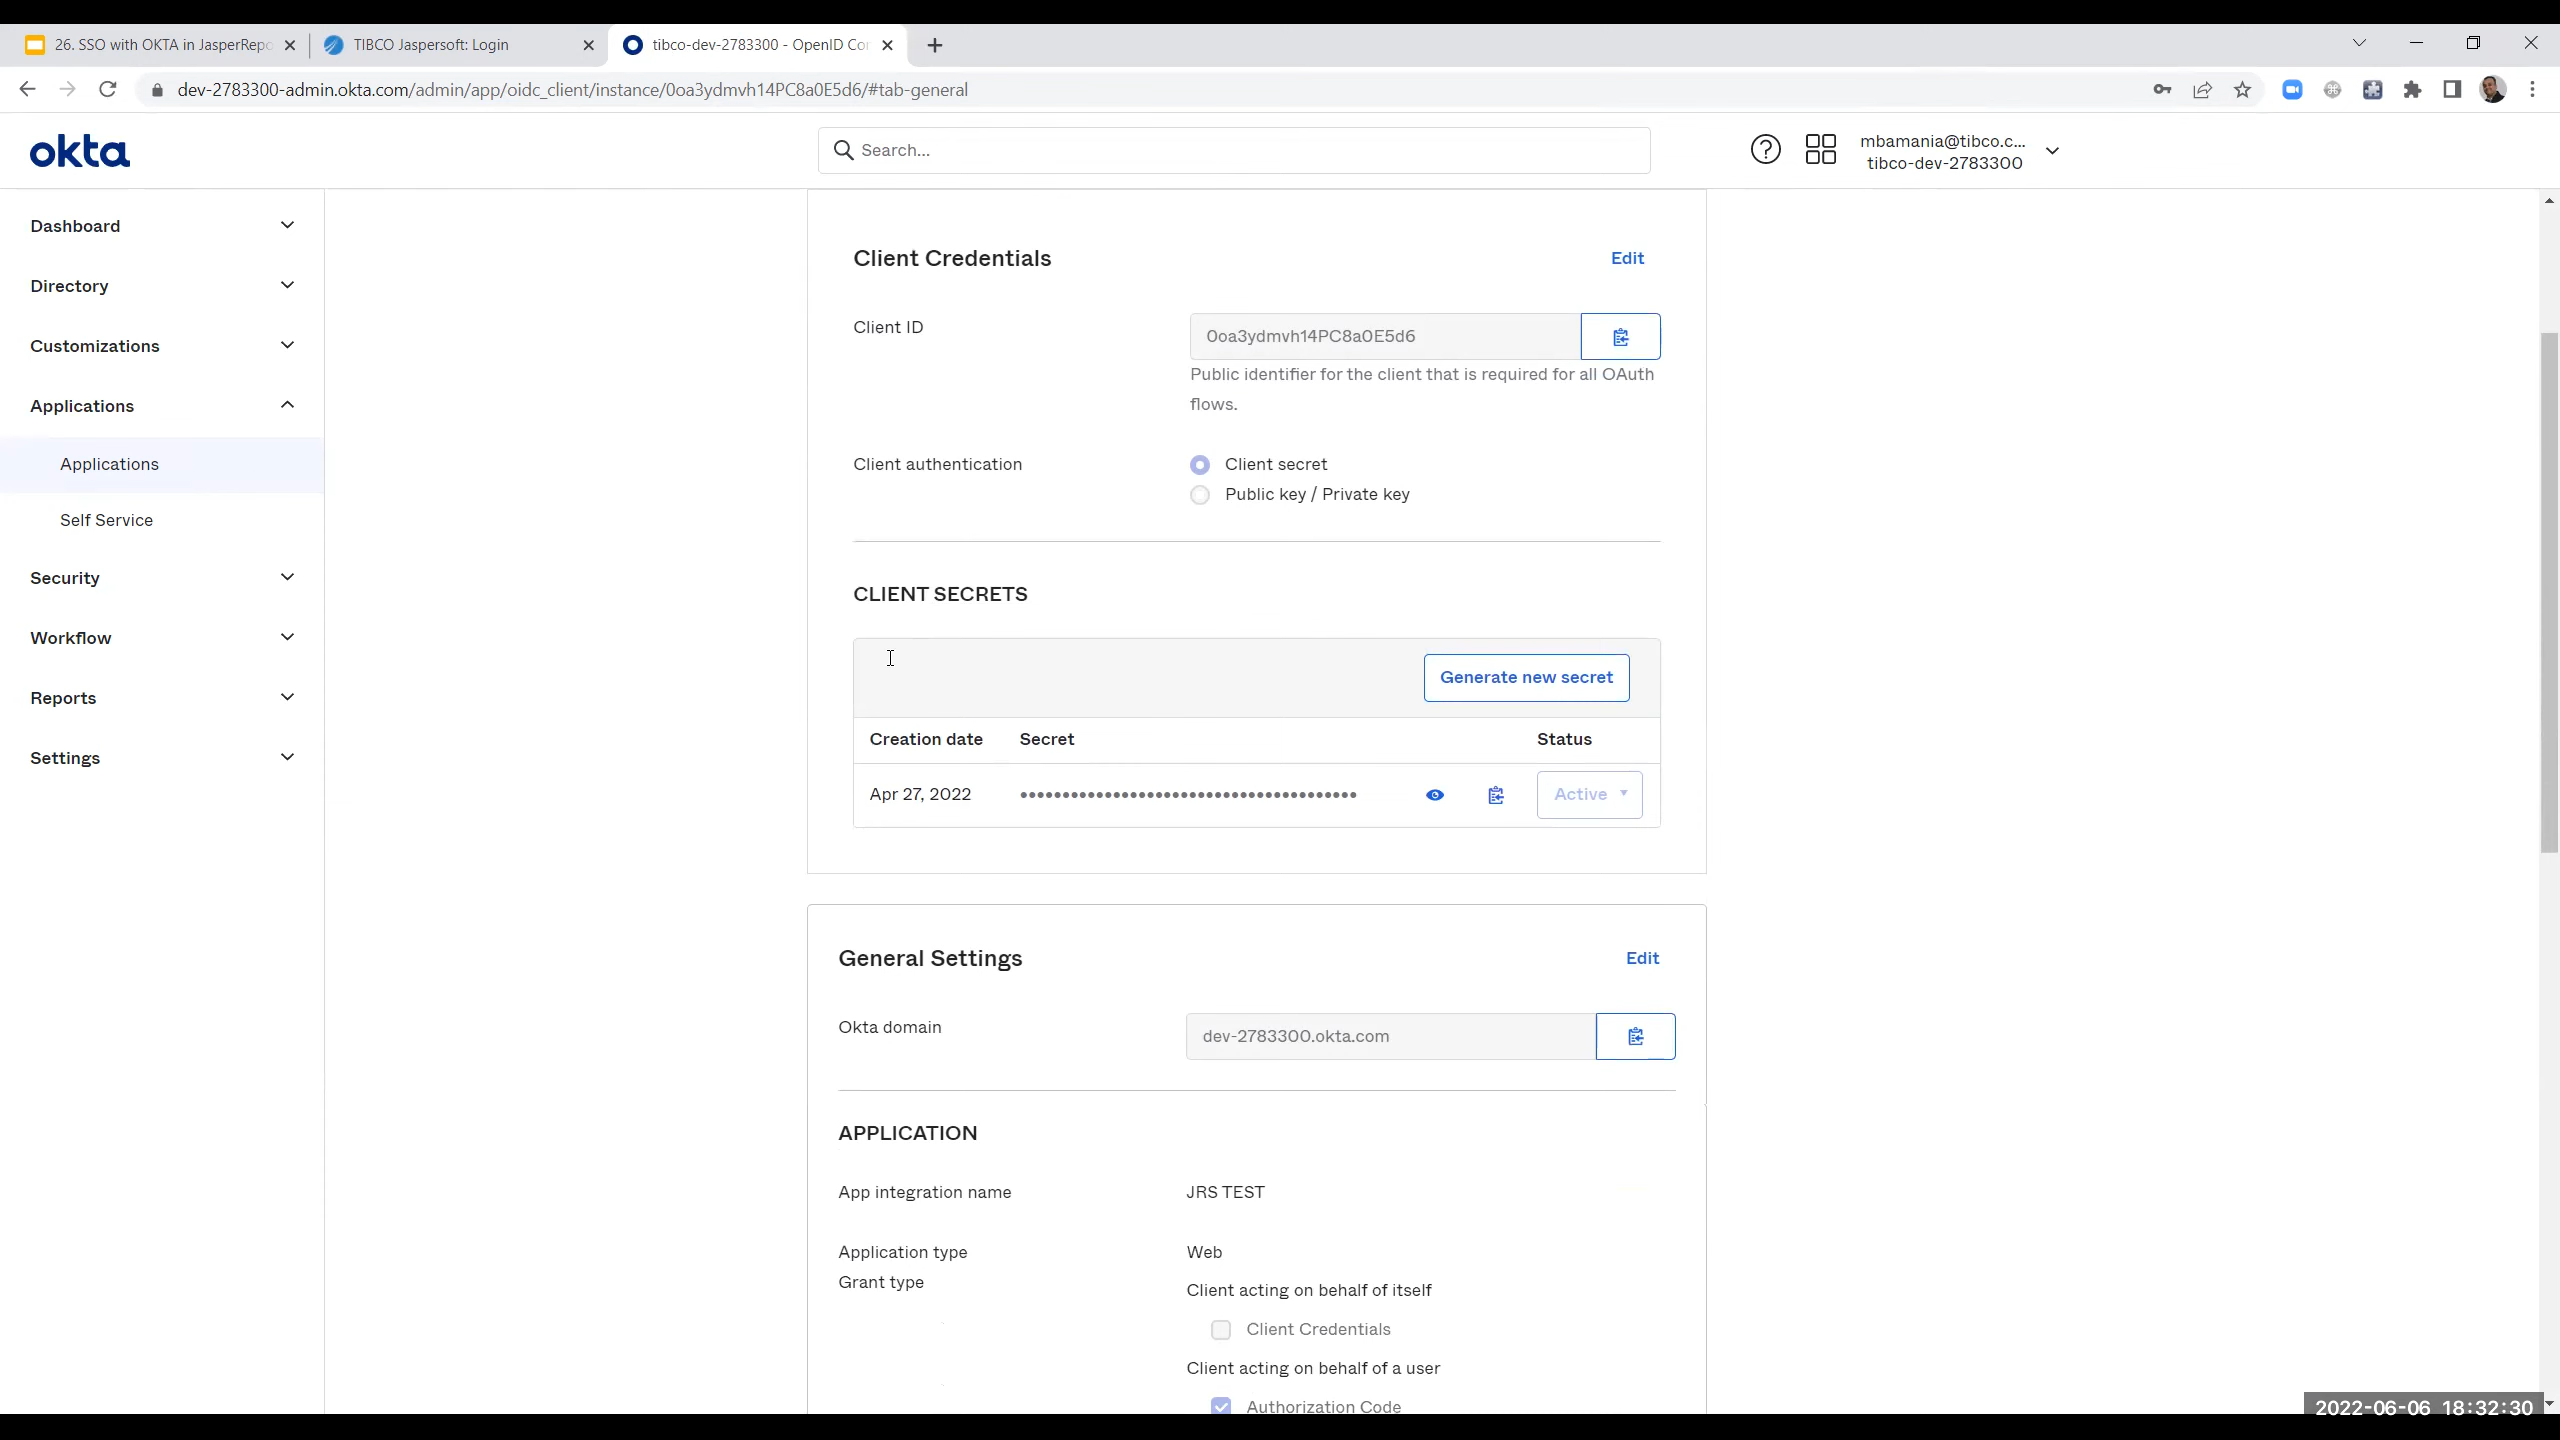 26. SSO with OKTA in JasperRepo
TIBCO Jaspersoft: Login
tibco-dev-2783300 - OpenID Con
dev-2783300-admin.okta.com/admin/app/oidc_client/instance/0oa3ydmvh14PC8a0E5d6/#tab-general
okta
Search...
mbamania@tibco.c...
tibco-dev-2783300
Dashboard
Directory
Customizations
Applications
Applications
Self Service
Security
Workflow
Reports
Settings
Client Credentials
Edit
Client ID
0oa3ydmvh14PC8a0E5d6
Public identifier for the client that is required for all OAuth
flows.
Client authentication
Client secret
Public key / Private key
CLIENT SECRETS
Generate new secret
Creation date Secret Status
Apr 27, 2022 •••••••••••••••••••••••••••••••••••••••• Active
General Settings
Edit
Okta domain
dev-2783300.okta.com
APPLICATION
App integration name
JRS TEST
Application type
Web
Grant type
Client acting on behalf of itself
Client Credentials
Client acting on behalf of a user
Authorization Code
2022-06-06 18:32:30